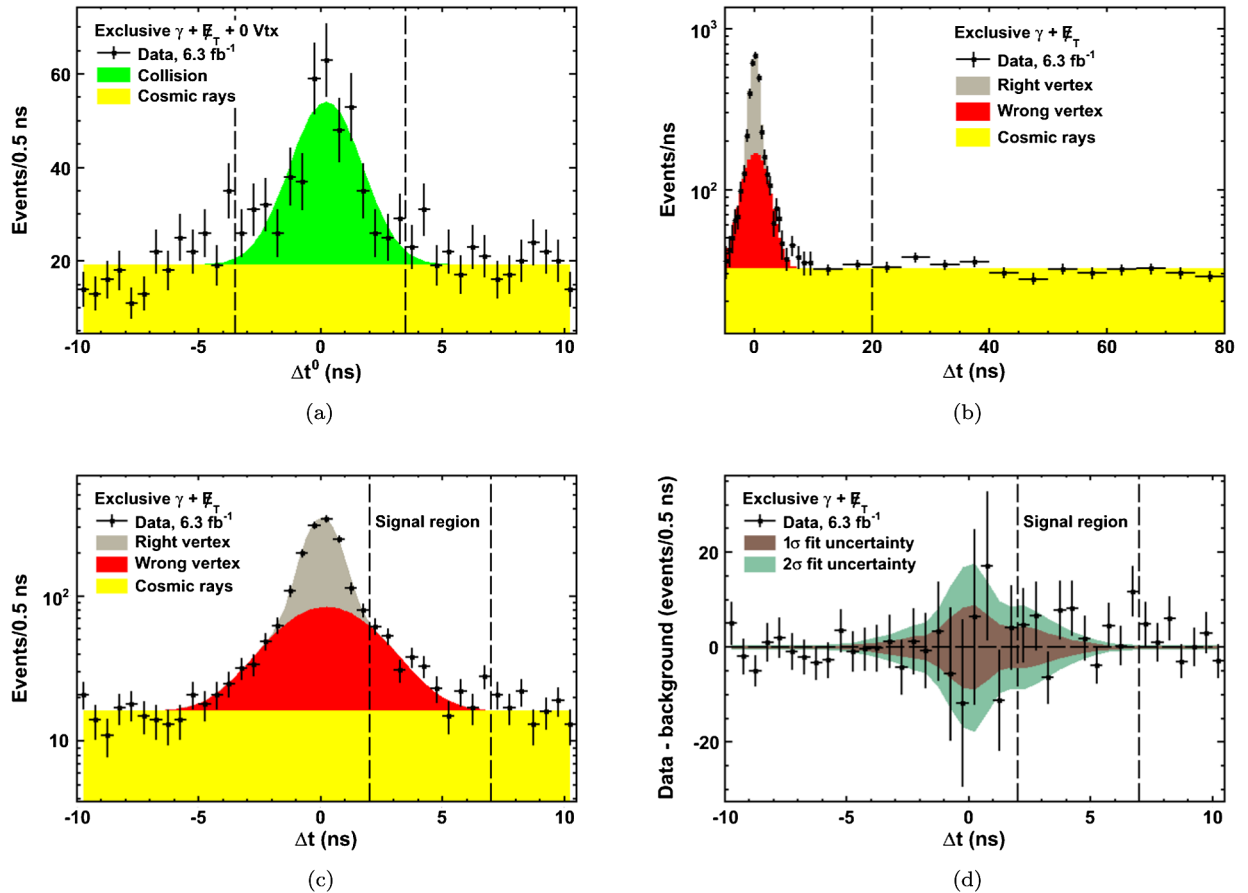 Exclusive γ + E̸_T + 0 Vtx
Data, 6.3 fb⁻¹
Collision
Cosmic rays
Events/0.5 ns
60
40
20
-10 -5 0 5 10
Δt⁰ (ns)
(a)
Exclusive γ + E̸_T
Data, 6.3 fb⁻¹
Right vertex
Wrong vertex
Cosmic rays
Events/ns
10³
10²
0 20 40 60 80
Δt (ns)
(b)
Exclusive γ + E̸_T
Data, 6.3 fb⁻¹
Right vertex
Wrong vertex
Cosmic rays
Signal region
Events/0.5 ns
10²
10
-10 -5 0 5 10
Δt (ns)
(c)
Exclusive γ + E̸_T
Data, 6.3 fb⁻¹
1σ fit uncertainty
2σ fit uncertainty
Signal region
Data - background (events/0.5 ns)
20
0
-20
-10 -5 0 5 10
Δt (ns)
(d)